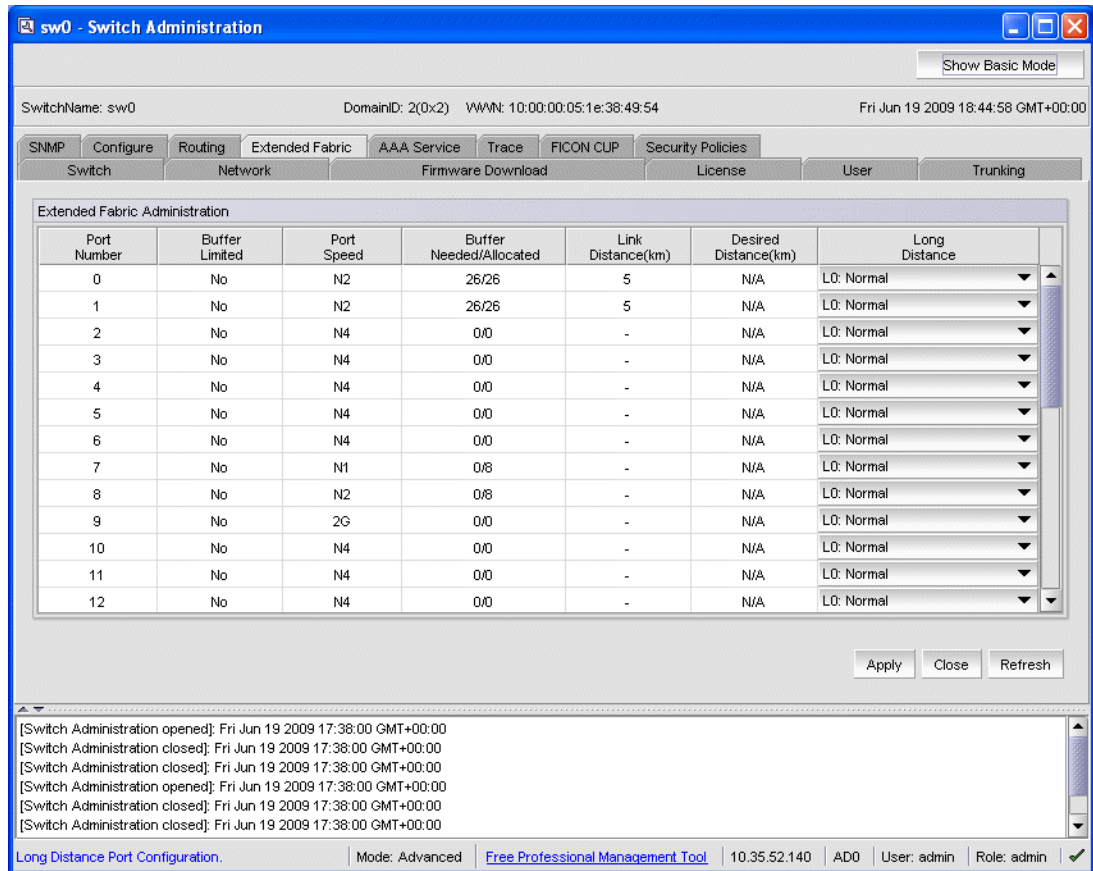 sw0 - Switch Administration
Show Basic Mode
SwitchName: sw0 DomainID: 2(0x2) WWN: 10:00:00:05:1e:38:49:54 Fri Jun 19 2009 18:44:58 GMT+00:00
SNMP Configure Routing Extended Fabric AAA Service Trace FICON CUP Security Policies
Switch Network Firmware Download License User Trunking
Extended Fabric Administration
Port Number Buffer Limited Port Speed Buffer Needed/Allocated Link Distance(km) Desired Distance(km) Long Distance
0 No N2 26/26 5 N/A L0: Normal
1 No N2 26/26 5 N/A L0: Normal
2 No N4 0/0 - N/A L0: Normal
3 No N4 0/0 - N/A L0: Normal
4 No N4 0/0 - N/A L0: Normal
5 No N4 0/0 - N/A L0: Normal
6 No N4 0/0 - N/A L0: Normal
7 No N1 0/8 - N/A L0: Normal
8 No N2 0/8 - N/A L0: Normal
9 No 2G 0/0 - N/A L0: Normal
10 No N4 0/0 - N/A L0: Normal
11 No N4 0/0 - N/A L0: Normal
12 No N4 0/0 - N/A L0: Normal
Apply Close Refresh
[Switch Administration opened]: Fri Jun 19 2009 17:38:00 GMT+00:00
[Switch Administration closed]: Fri Jun 19 2009 17:38:00 GMT+00:00
[Switch Administration closed]: Fri Jun 19 2009 17:38:00 GMT+00:00
[Switch Administration opened]: Fri Jun 19 2009 17:38:00 GMT+00:00
[Switch Administration closed]: Fri Jun 19 2009 17:38:00 GMT+00:00
[Switch Administration closed]: Fri Jun 19 2009 17:38:00 GMT+00:00
Long Distance Port Configuration. Mode: Advanced Free Professional Management Tool 10.35.52.140 AD0 User: admin Role: admin